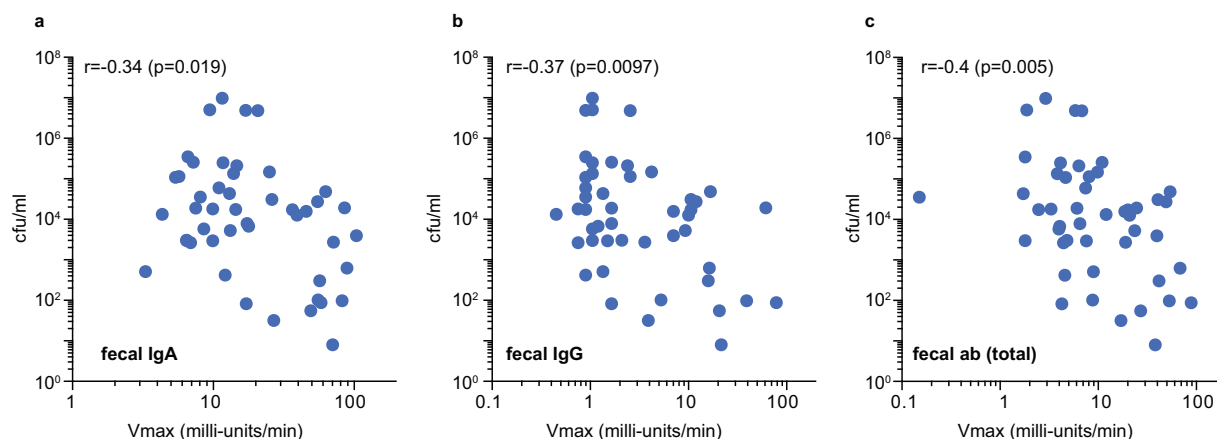 a
cfu/ml
10⁸
10⁶
10⁴
10²
10⁰
r=-0.34 (p=0.019)
fecal IgA
1
10
100
Vmax (milli-units/min)
b
cfu/ml
10⁸
10⁶
10⁴
10²
10⁰
r=-0.37 (p=0.0097)
fecal IgG
0.1
1
10
100
Vmax (milli-units/min)
c
cfu/ml
10⁸
10⁶
10⁴
10²
10⁰
r=-0.4 (p=0.005)
fecal ab (total)
0.1
1
10
100
Vmax (milli-units/min)